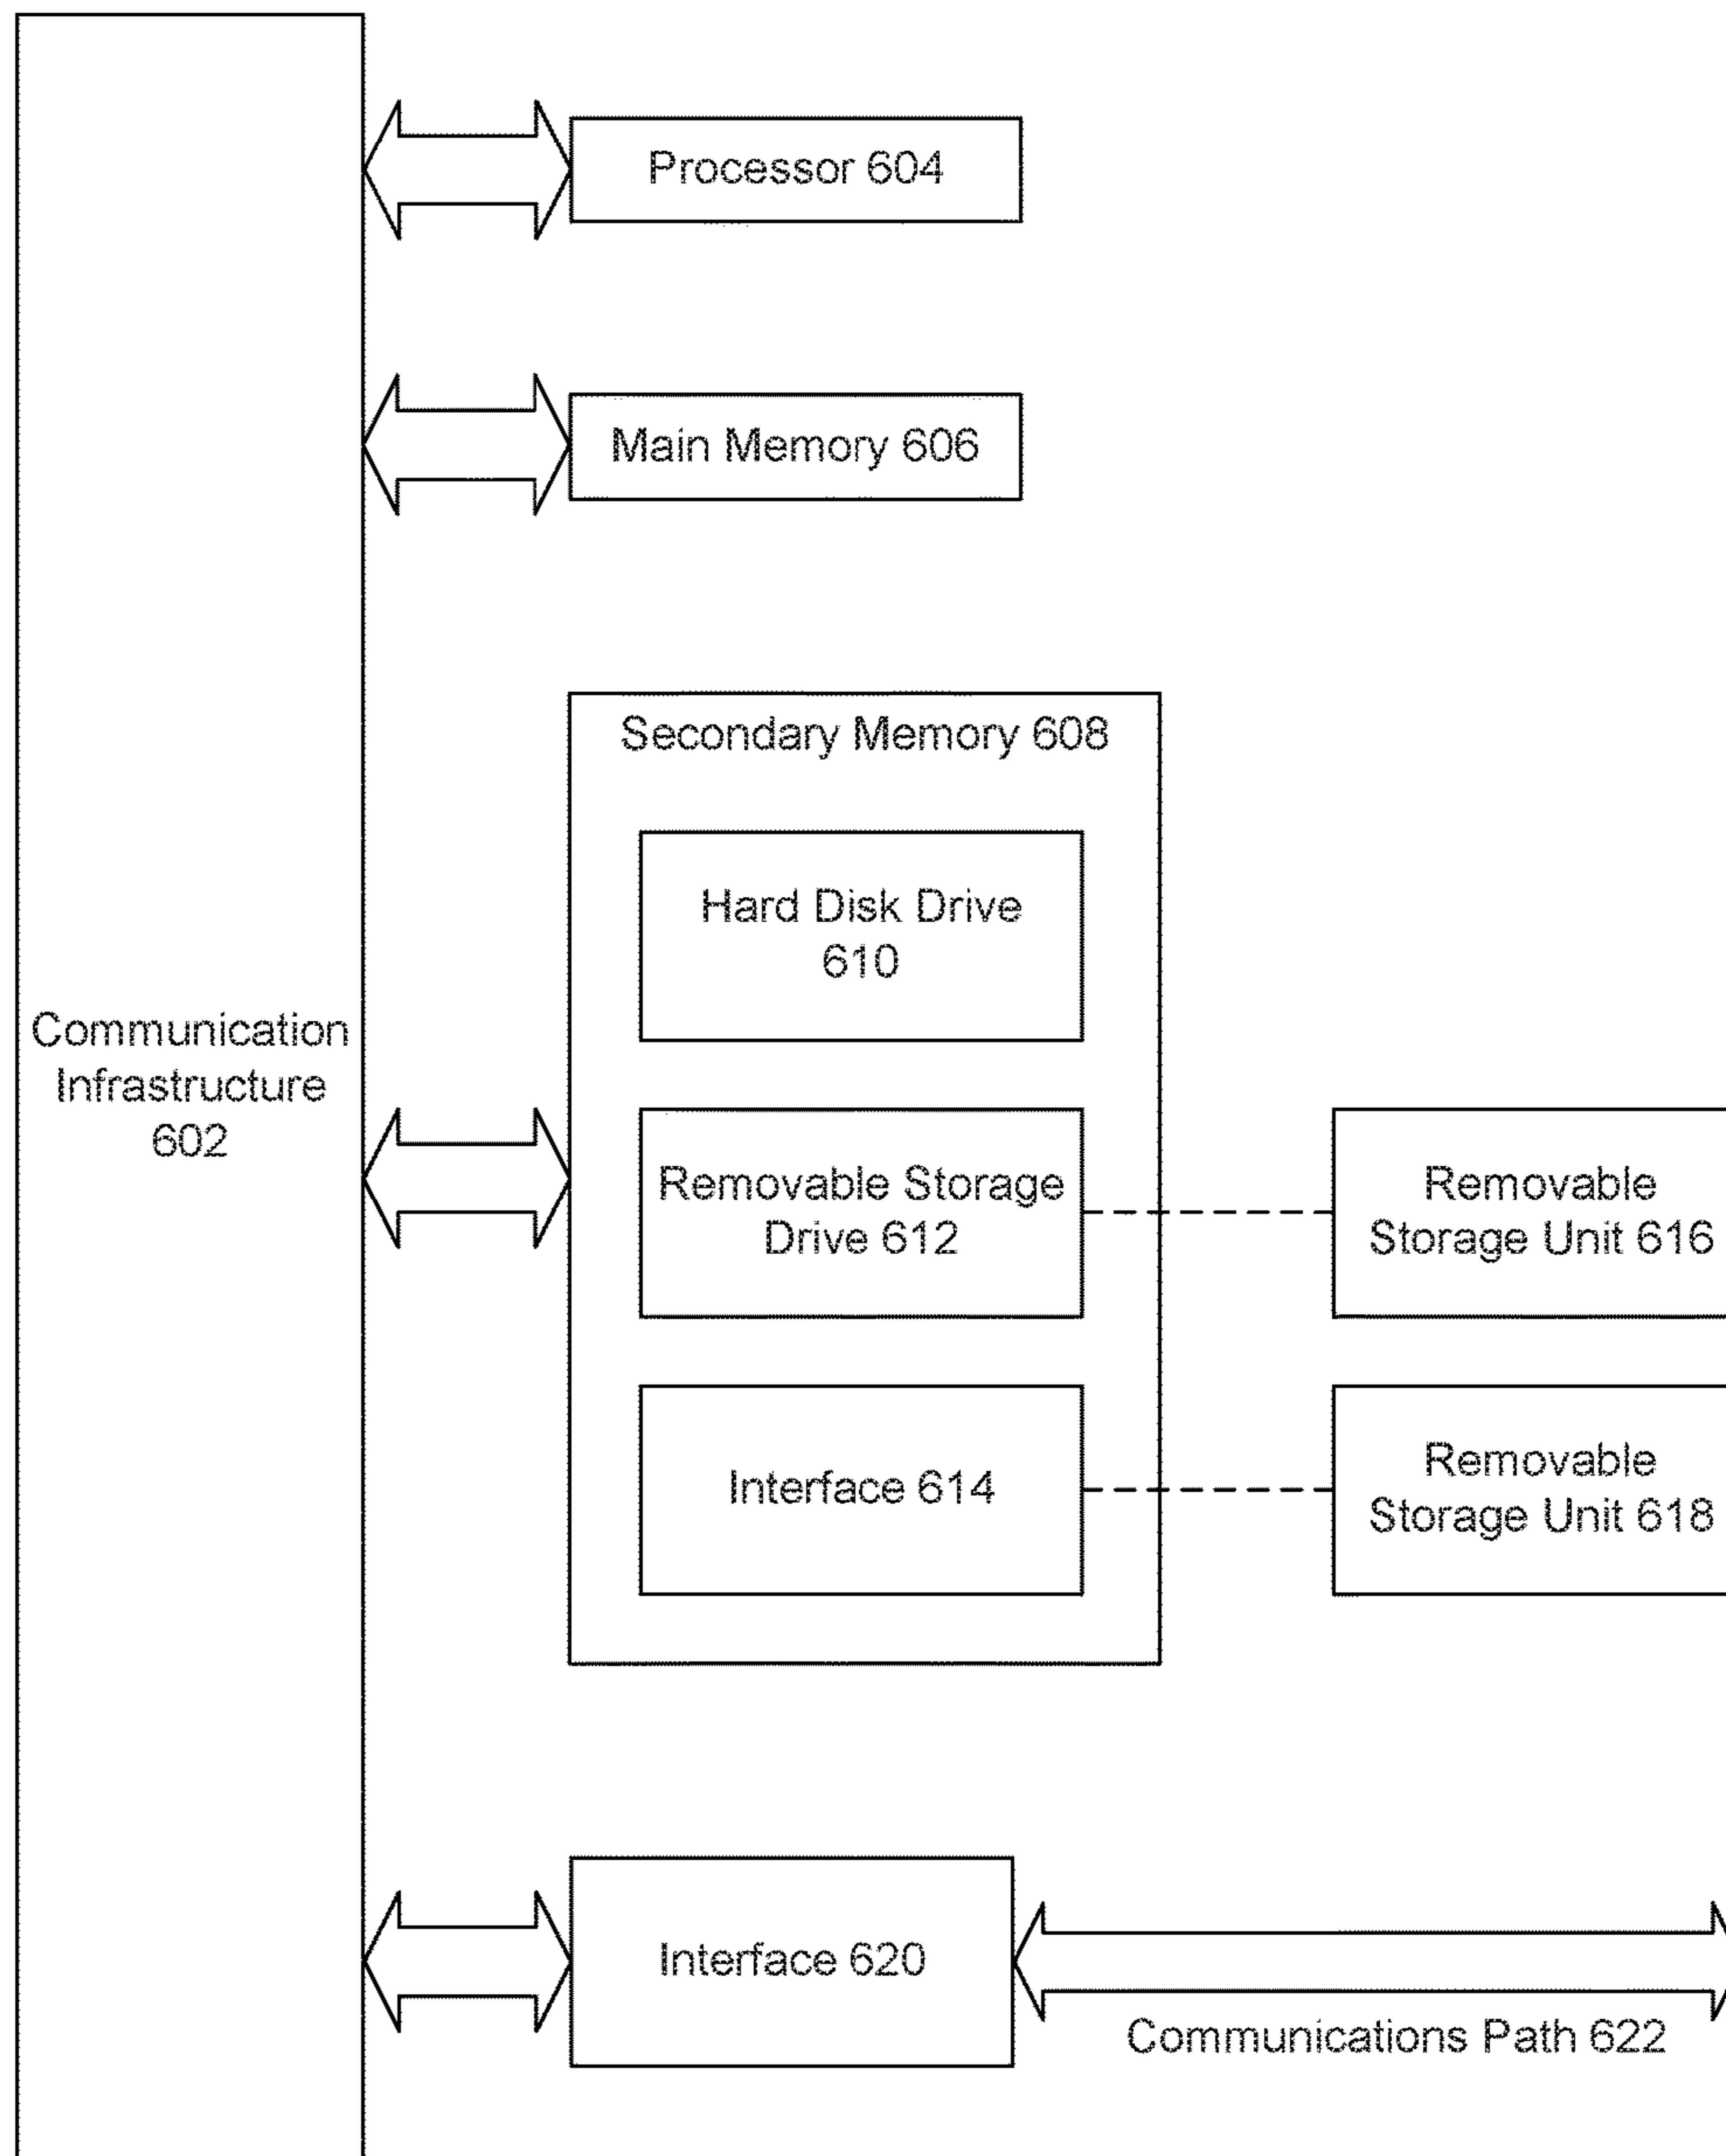 Processor 604
Main Memory 606
Secondary Memory 608
Hard Disk Drive
610
Communication
Infrastructure
602
Removable Storage
Drive 612
Removable
Storage Unit 616
Interface 614
Removable
Storage Unit 618
Interface 620
Communications Path 622